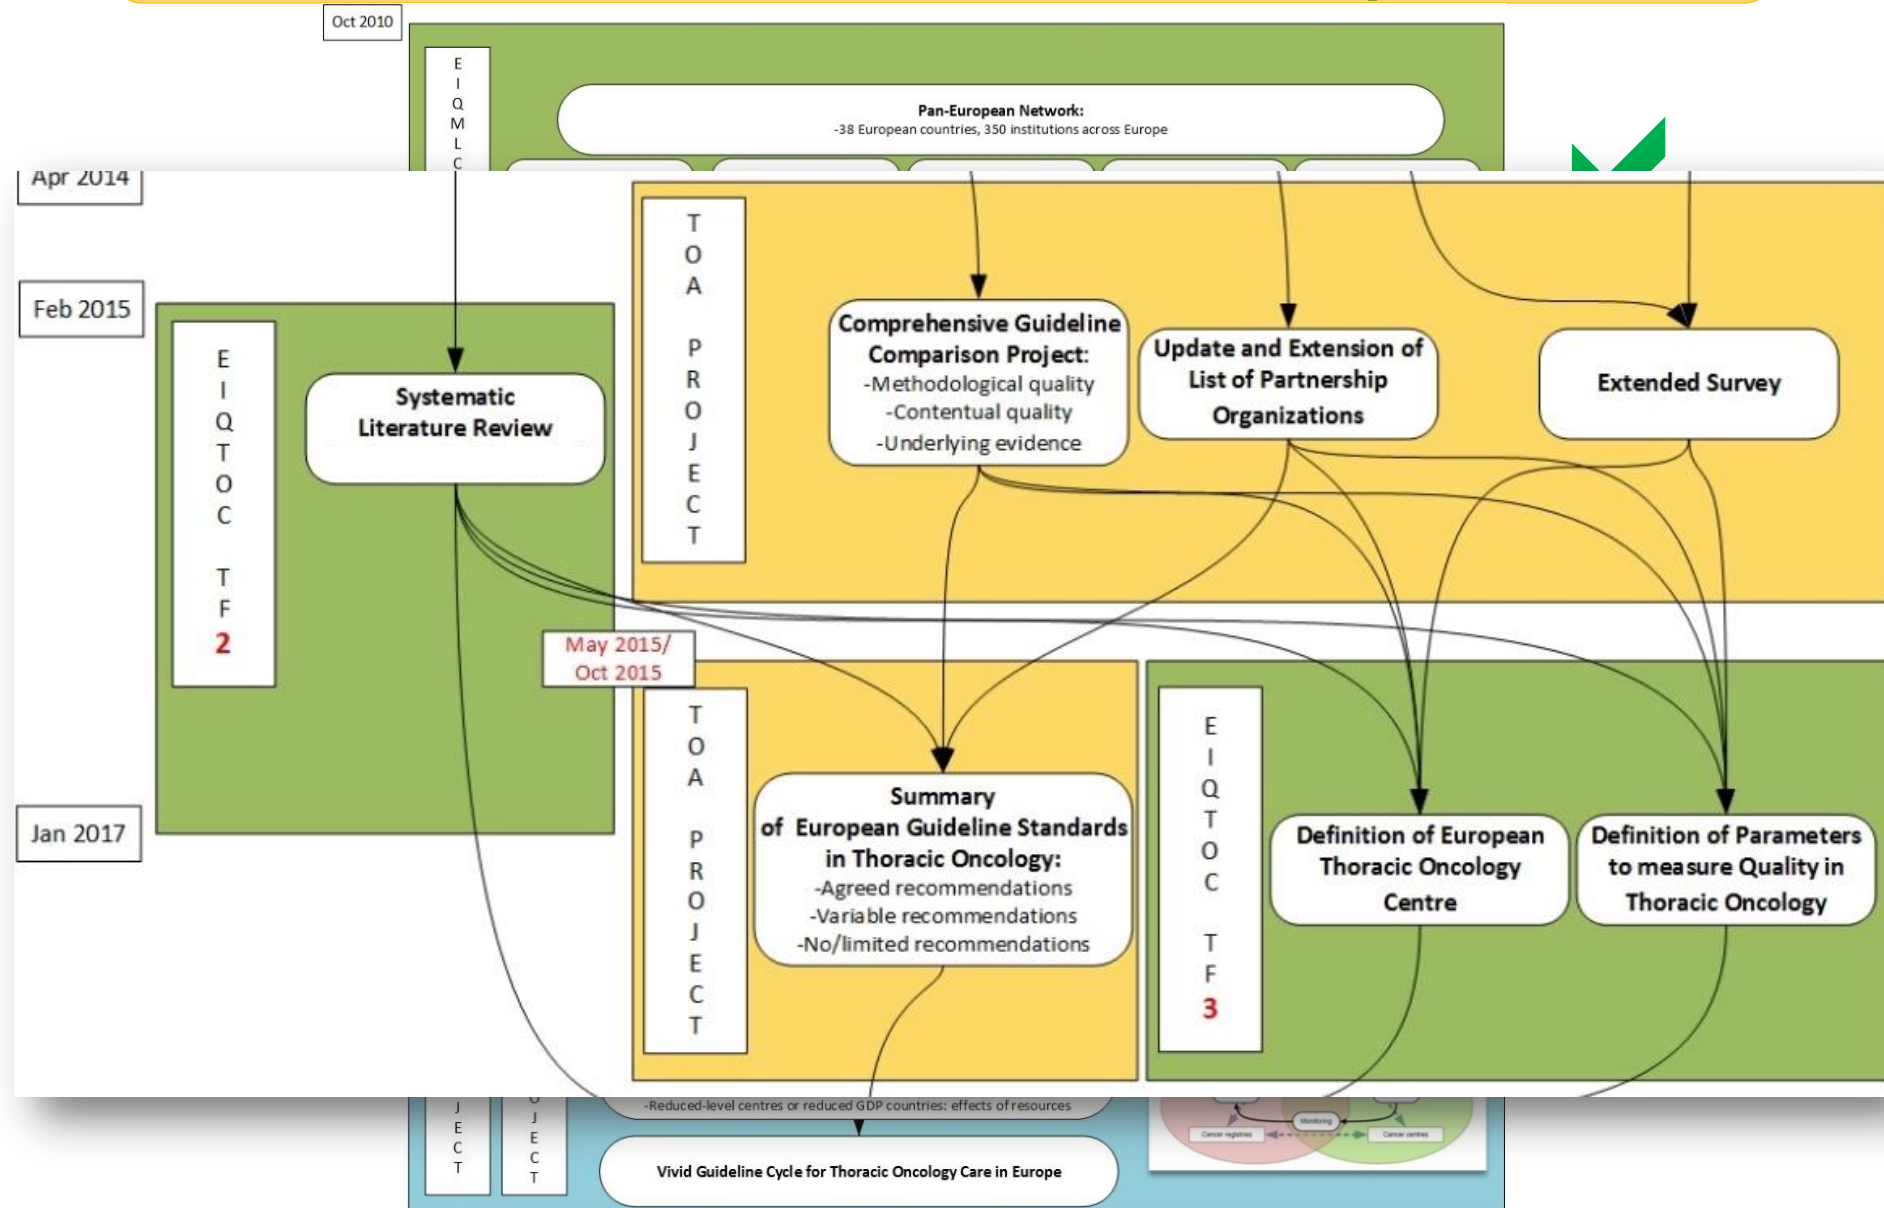 Oct 2010
E
I
Q
M
L
C
Pan-European Network:
-38 European countries, 350 institutions across Europe
Apr 2014
Feb 2015
Jan 2017
E
I
Q
T
O
C
T
F
2
Systematic
Literature Review
T
O
A
P
R
O
J
E
C
T
Comprehensive Guideline
Comparison Project:
-Methodological quality
-Contentual quality
-Underlying evidence
Update and Extension of
List of Partnership
Organizations
Extended Survey
May 2015/
Oct 2015
T
O
A
P
R
O
J
E
C
T
Summary
of European Guideline Standards
in Thoracic Oncology:
-Agreed recommendations
-Variable recommendations
-No/limited recommendations
E
I
Q
T
O
C
T
F
3
Definition of European
Thoracic Oncology
Centre
Definition of Parameters
to measure Quality in
Thoracic Oncology
J
E
C
T
O
J
E
C
T
-Reduced-level centres or reduced GDP countries: effects of resources
Vivid Guideline Cycle for Thoracic Oncology Care in Europe
Monitoring
Cancer registries
Cancer centres